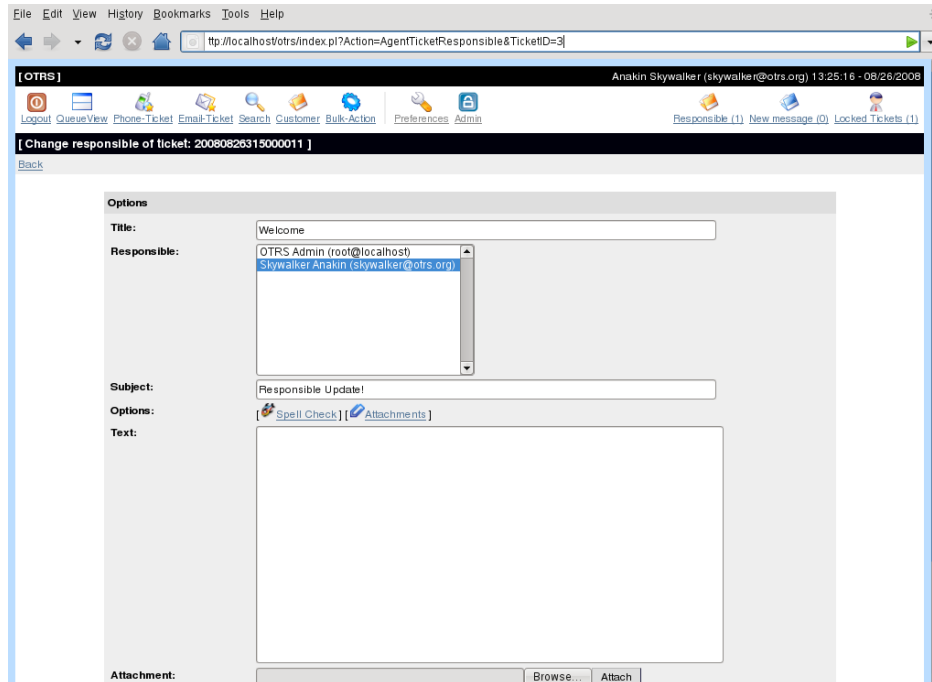 File Edit View History Bookmarks Tools Help
ttp://localhost/otrs/index.pl?Action=AgentTicketResponsible&TicketID=3
[ OTRS ] Anakin Skywalker (skywalker@otrs.org) 13:25:16 - 08/26/2008
Logout QueueView Phone-Ticket Email-Ticket Search Customer Bulk-Action Preferences Admin Responsible (1) New message (0) Locked Tickets (1)
[ Change responsible of ticket: 20080826315000011 ]
Back
Options
Title: Welcome
Responsible: OTRS Admin (root@localhost)
Skywalker Anakin (skywalker@otrs.org)
Subject: Responsible Update!
Options: [ Spell Check ] [ Attachments ]
Text:
Attachment: Browse... Attach